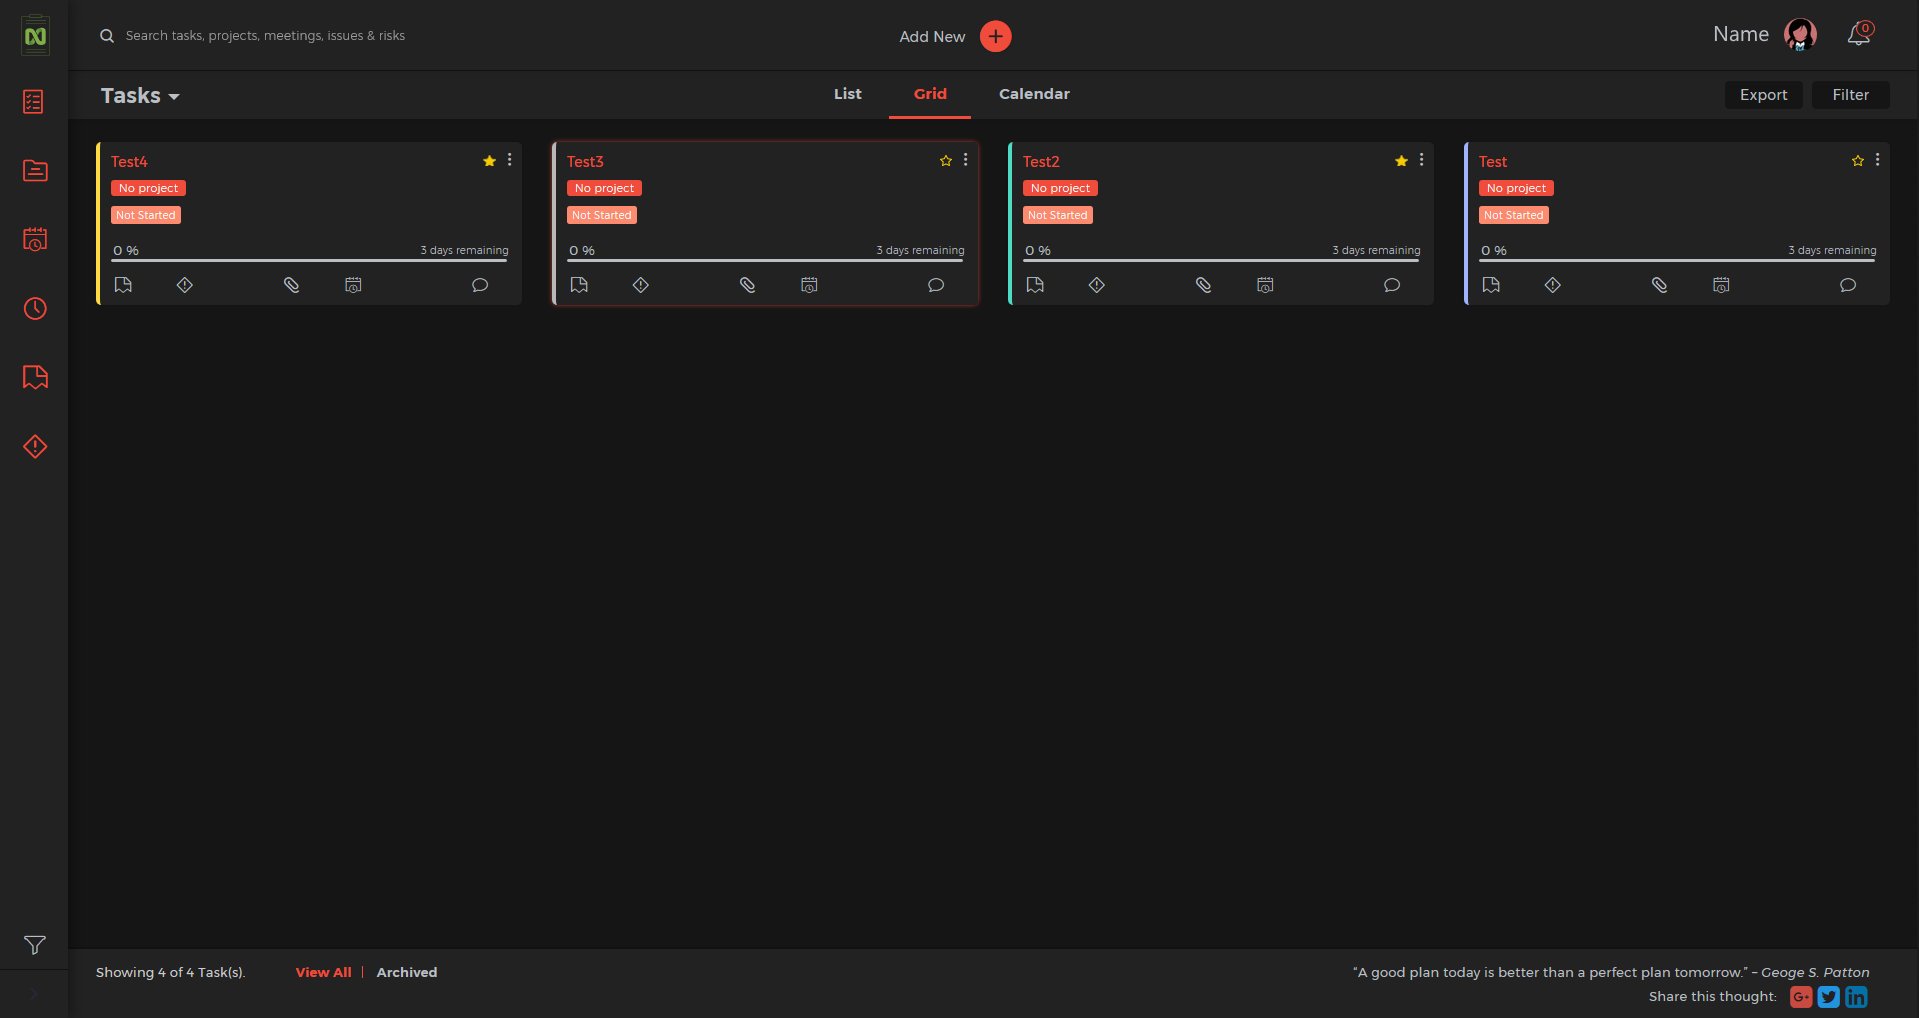 Search tasks, projects, meetings, issues & risks
Add New
Name
0
Tasks
List
Grid
Calendar
Export
Filter
Test4
No project
Not Started
0 %
3 days remaining
Test3
No project
Not Started
0 %
3 days remaining
Test2
No project
Not Started
0 %
3 days remaining
Test
No project
Not Started
0 %
3 days remaining
Showing 4 of 4 Task(s).
View All | Archived
“A good plan today is better than a perfect plan tomorrow.” – Geoge S. Patton
Share this thought:
G+
in